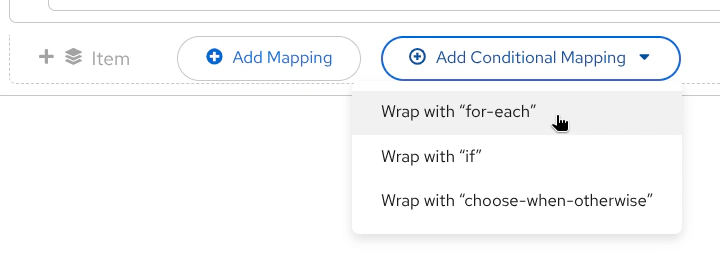 Item
Add Mapping
Add Conditional Mapping
Wrap with “for-each”
Wrap with “if”
Wrap with “choose-when-otherwise”